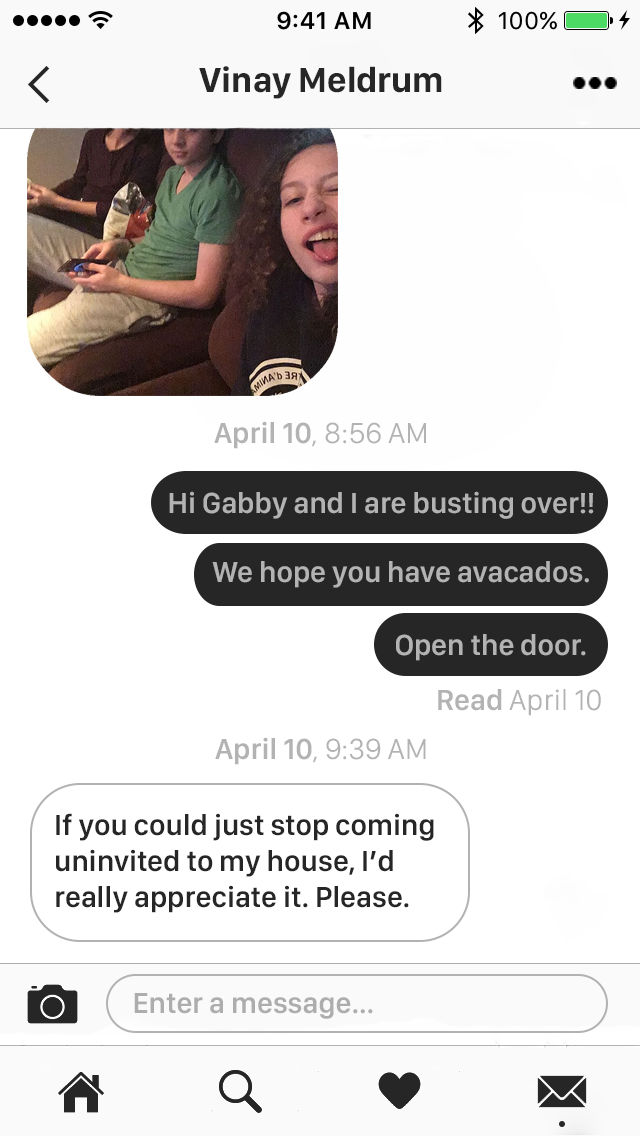 9:41 AM
100%
Vinay Meldrum
April 10, 8:56 AM
Hi Gabby and I are busting over!!
We hope you have avacados.
Open the door.
Read April 10
April 10, 9:39 AM
If you could just stop coming
uninvited to my house, I’d
really appreciate it. Please.
Enter a message...